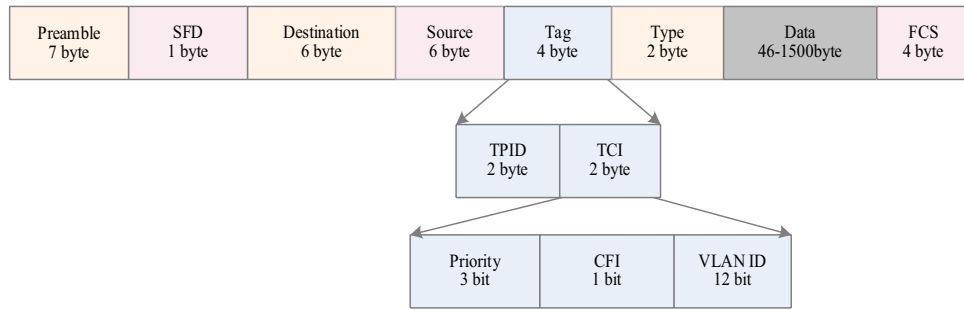 Preamble
7 byte
SFD
1 byte
Destination
6 byte
Source
6 byte
Tag
4 byte
Type
2 byte
Data
46-1500byte
FCS
4 byte
TPID
2 byte
TCI
2 byte
Priority
3 bit
CFI
1 bit
VLAN ID
12 bit